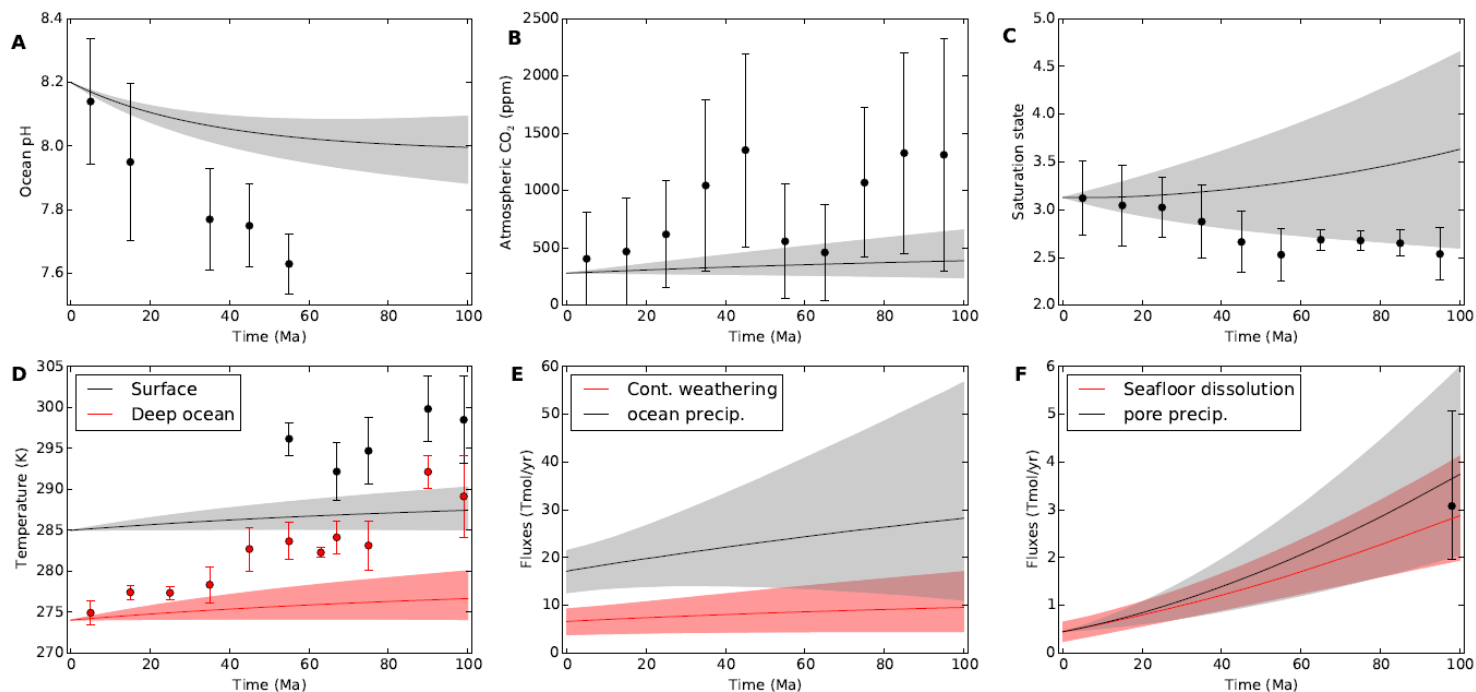 A
8.4
8.2
8.0
7.8
7.6
Ocean pH
0 20 40 60 80 100
Time (Ma)
B
2500
2000
1500
1000
500
0
Atmospheric CO₂ (ppm)
0 20 40 60 80 100
Time (Ma)
C
5.0
4.5
4.0
3.5
3.0
2.5
2.0
Saturation state
0 20 40 60 80 100
Time (Ma)
D
305
300
295
290
285
280
275
270
Temperature (K)
Surface
Deep ocean
0 20 40 60 80 100
Time (Ma)
E
60
50
40
30
20
10
0
Fluxes (Tmol/yr)
Cont. weathering
ocean precip.
0 20 40 60 80 100
Time (Ma)
F
6
5
4
3
2
1
0
Fluxes (Tmol/yr)
Seafloor dissolution
pore precip.
0 20 40 60 80 100
Time (Ma)